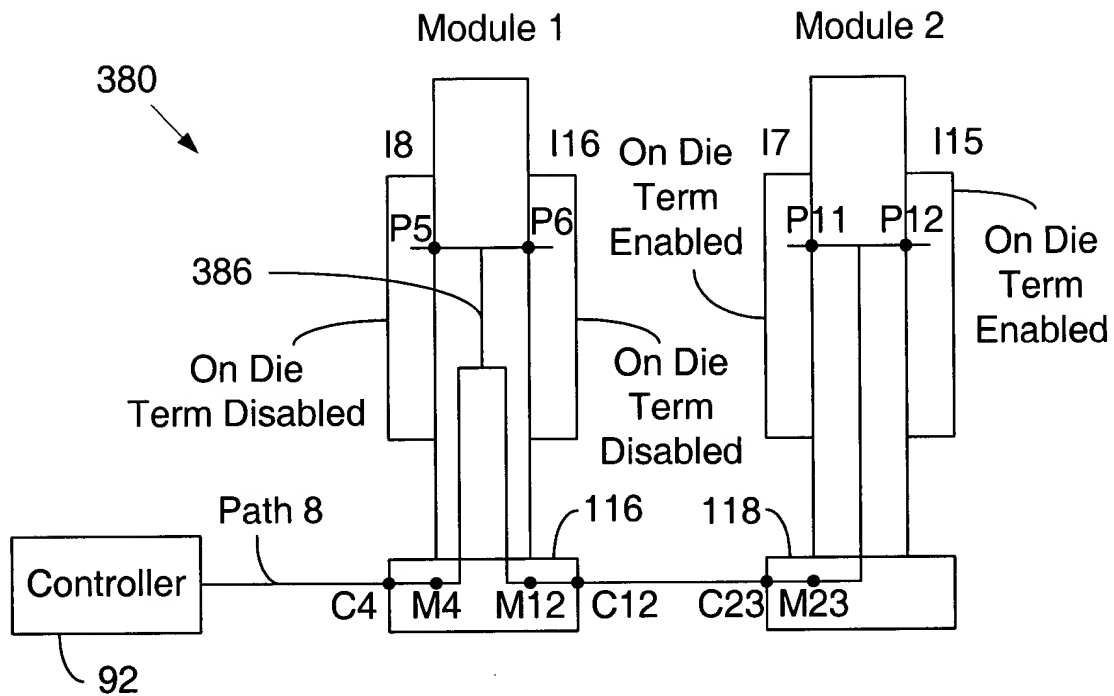 Module 1
Module 2
380
I8
I16
On Die
Term
Enabled
I7
I15
P5
P6
P11
P12
On Die
Term
Enabled
386
On Die
Term Disabled
On Die
Term
Disabled
Path 8
116
118
Controller
C4
M4
M12
C12
C23
M23
92